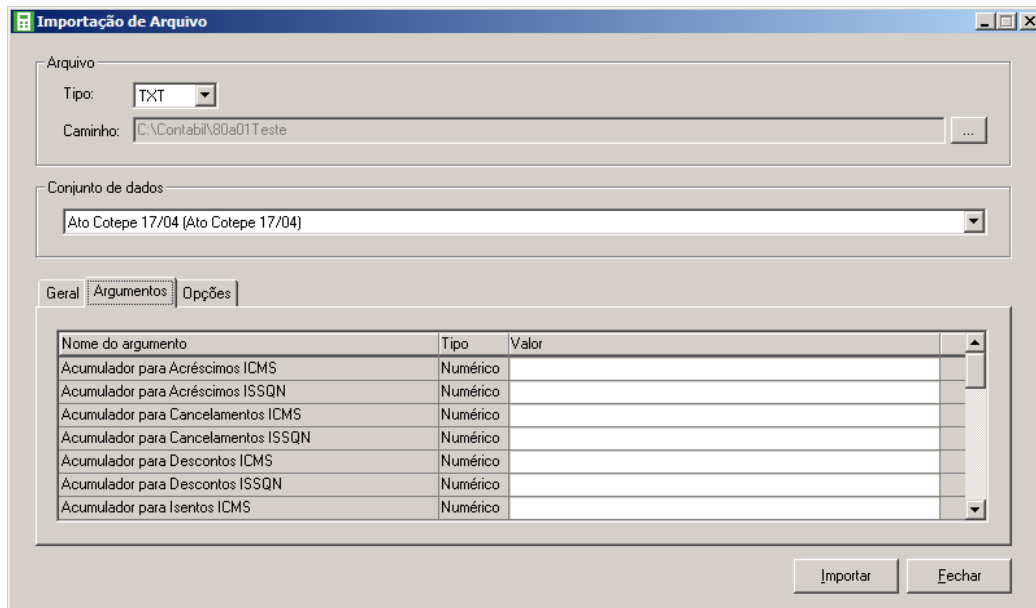 Importação de Arquivo
Arquivo
Tipo: TXT
Caminho: C:\Contabil\80a01Teste ...
Conjunto de dados
Ato Cotepe 17/04 (Ato Cotepe 17/04)
Geral Argumentos Opções
Nome do argumento Tipo Valor
Acumulador para Acréscimos ICMS Numérico
Acumulador para Acréscimos ISSQN Numérico
Acumulador para Cancelamentos ICMS Numérico
Acumulador para Cancelamentos ISSQN Numérico
Acumulador para Descontos ICMS Numérico
Acumulador para Descontos ISSQN Numérico
Acumulador para Isentos ICMS Numérico
Importar Fechar